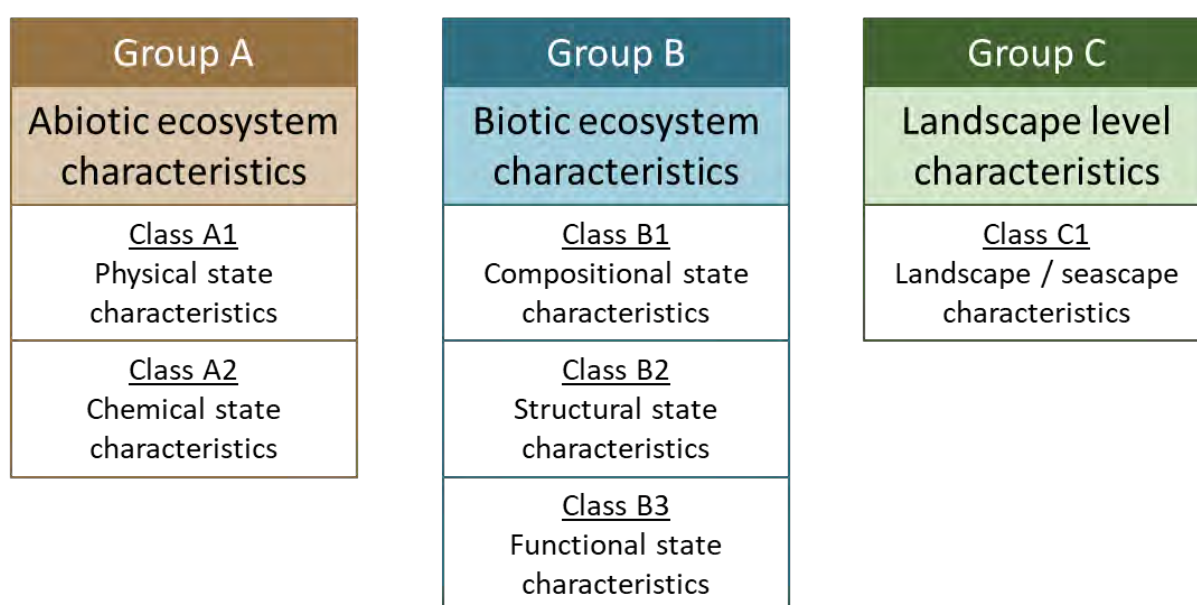 Group A
Abiotic ecosystem
characteristics
Class A1
Physical state
characteristics
Class A2
Chemical state
characteristics
Group B
Biotic ecosystem
characteristics
Class B1
Compositional state
characteristics
Class B2
Structural state
characteristics
Class B3
Functional state
characteristics
Group C
Landscape level
characteristics
Class C1
Landscape / seascape
characteristics